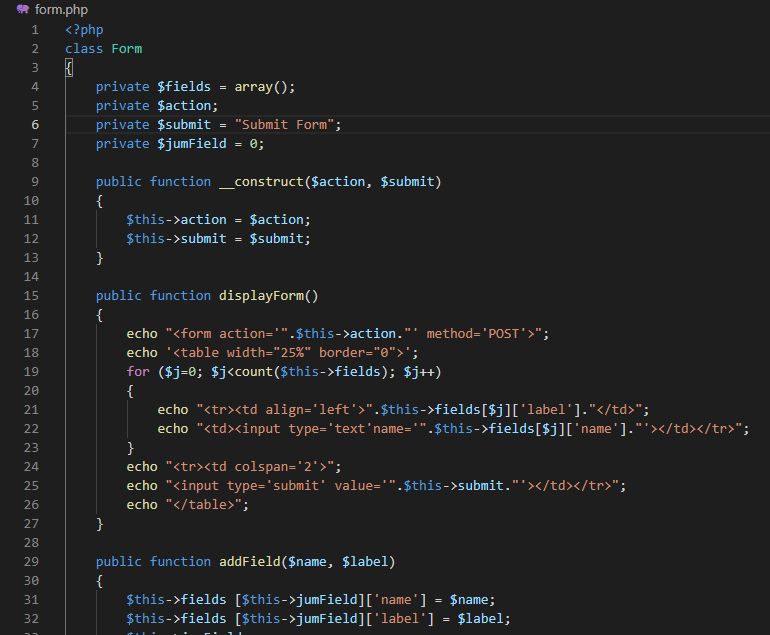 form.php
1 <?php
2 class Form
3 {
4 private $fields = array();
5 private $action;
6 private $submit = "Submit Form";
7 private $jumField = 0;
8
9 public function __construct($action, $submit)
10 {
11 $this->action = $action;
12 $this->submit = $submit;
13 }
14
15 public function displayForm()
16 {
17 echo "<form action='".$this->action."' method='POST'>";
18 echo '<table width="25%" border="0">';
19 for ($j=0; $j<count($this->fields); $j++)
20 {
21 echo "<tr><td align='left'>".$this->fields[$j]['label']."</td>";
22 echo "<td><input type='text'name='".$this->fields[$j]['name']."'></td></tr>";
23 }
24 echo "<tr><td colspan='2'>";
25 echo "<input type='submit' value='".$this->submit."'></td></tr>";
26 echo "</table>";
27 }
28
29 public function addField($name, $label)
30 {
31 $this->fields [$this->jumField]['name'] = $name;
32 $this->fields [$this->jumField]['label'] = $label;